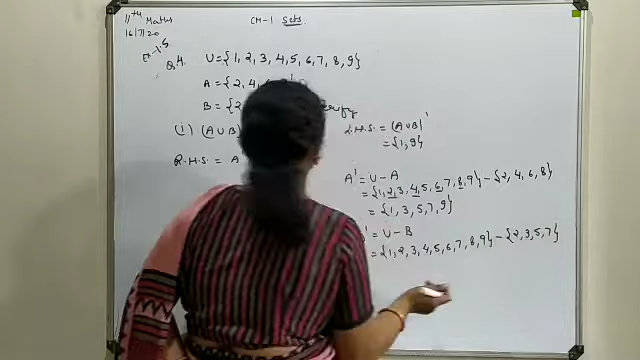 11th Maths
CH-1 Sets
16/7/20
Ex-1.5
Q.4. U = {1, 2, 3, 4, 5, 6, 7, 8, 9}
A = {2, 4, 6
B = {2, Verify
(i) (A∪B)
L.H.S. = (A∪B)'
= {1, 9}
R.H.S. = A
A' = U - A
= {1, 2, 3, 4, 5, 6, 7, 8, 9} - {2, 4, 6, 8}
= {1, 3, 5, 7, 9}
' = U - B
= {1, 2, 3, 4, 5, 6, 7, 8, 9} - {2, 3, 5, 7}